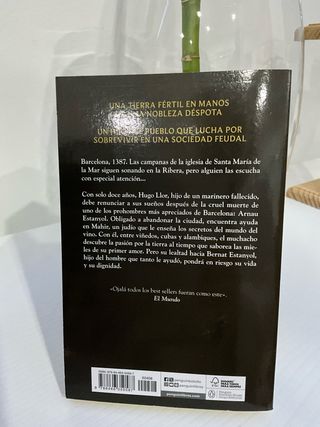 UNA TIERRA FÉRTIL EN MANOS
NOBLEZA DÉSPOTA
UN PUEBLO QUE LUCHA POR
SOBREVIVIR EN UNA SOCIEDAD FEUDAL
Barcelona, 1387. Las campanas de la iglesia de Santa María de
la Mar siguen sonando en la Ribera, pero alguien las escucha
con especial atención...
Con solo doce años, Hugo Llor, hijo de un marinero fallecido,
debe renunciar a sus sueños después de la cruel muerte de
uno de los prohombres más apreciados de Barcelona: Arnau
Estanyol. Obligado a abandonar la ciudad, encuentra ayuda
en Mahir, un judío que le enseña los secretos del mundo del
vino. Con él, entre viñedos, cubas y alambiques, el muchacho
descubre la pasión por la tierra al tiempo que saborea las mie-
les de su primer amor. Pero su lealtad hacia Bernat Estanyol,
hijo del hombre que tanto le ayudó, pondrá en riesgo su vida
y su dignidad.
«Ojalá todos los best sellers fueran como este».
El Mundo
penguinlibros.com